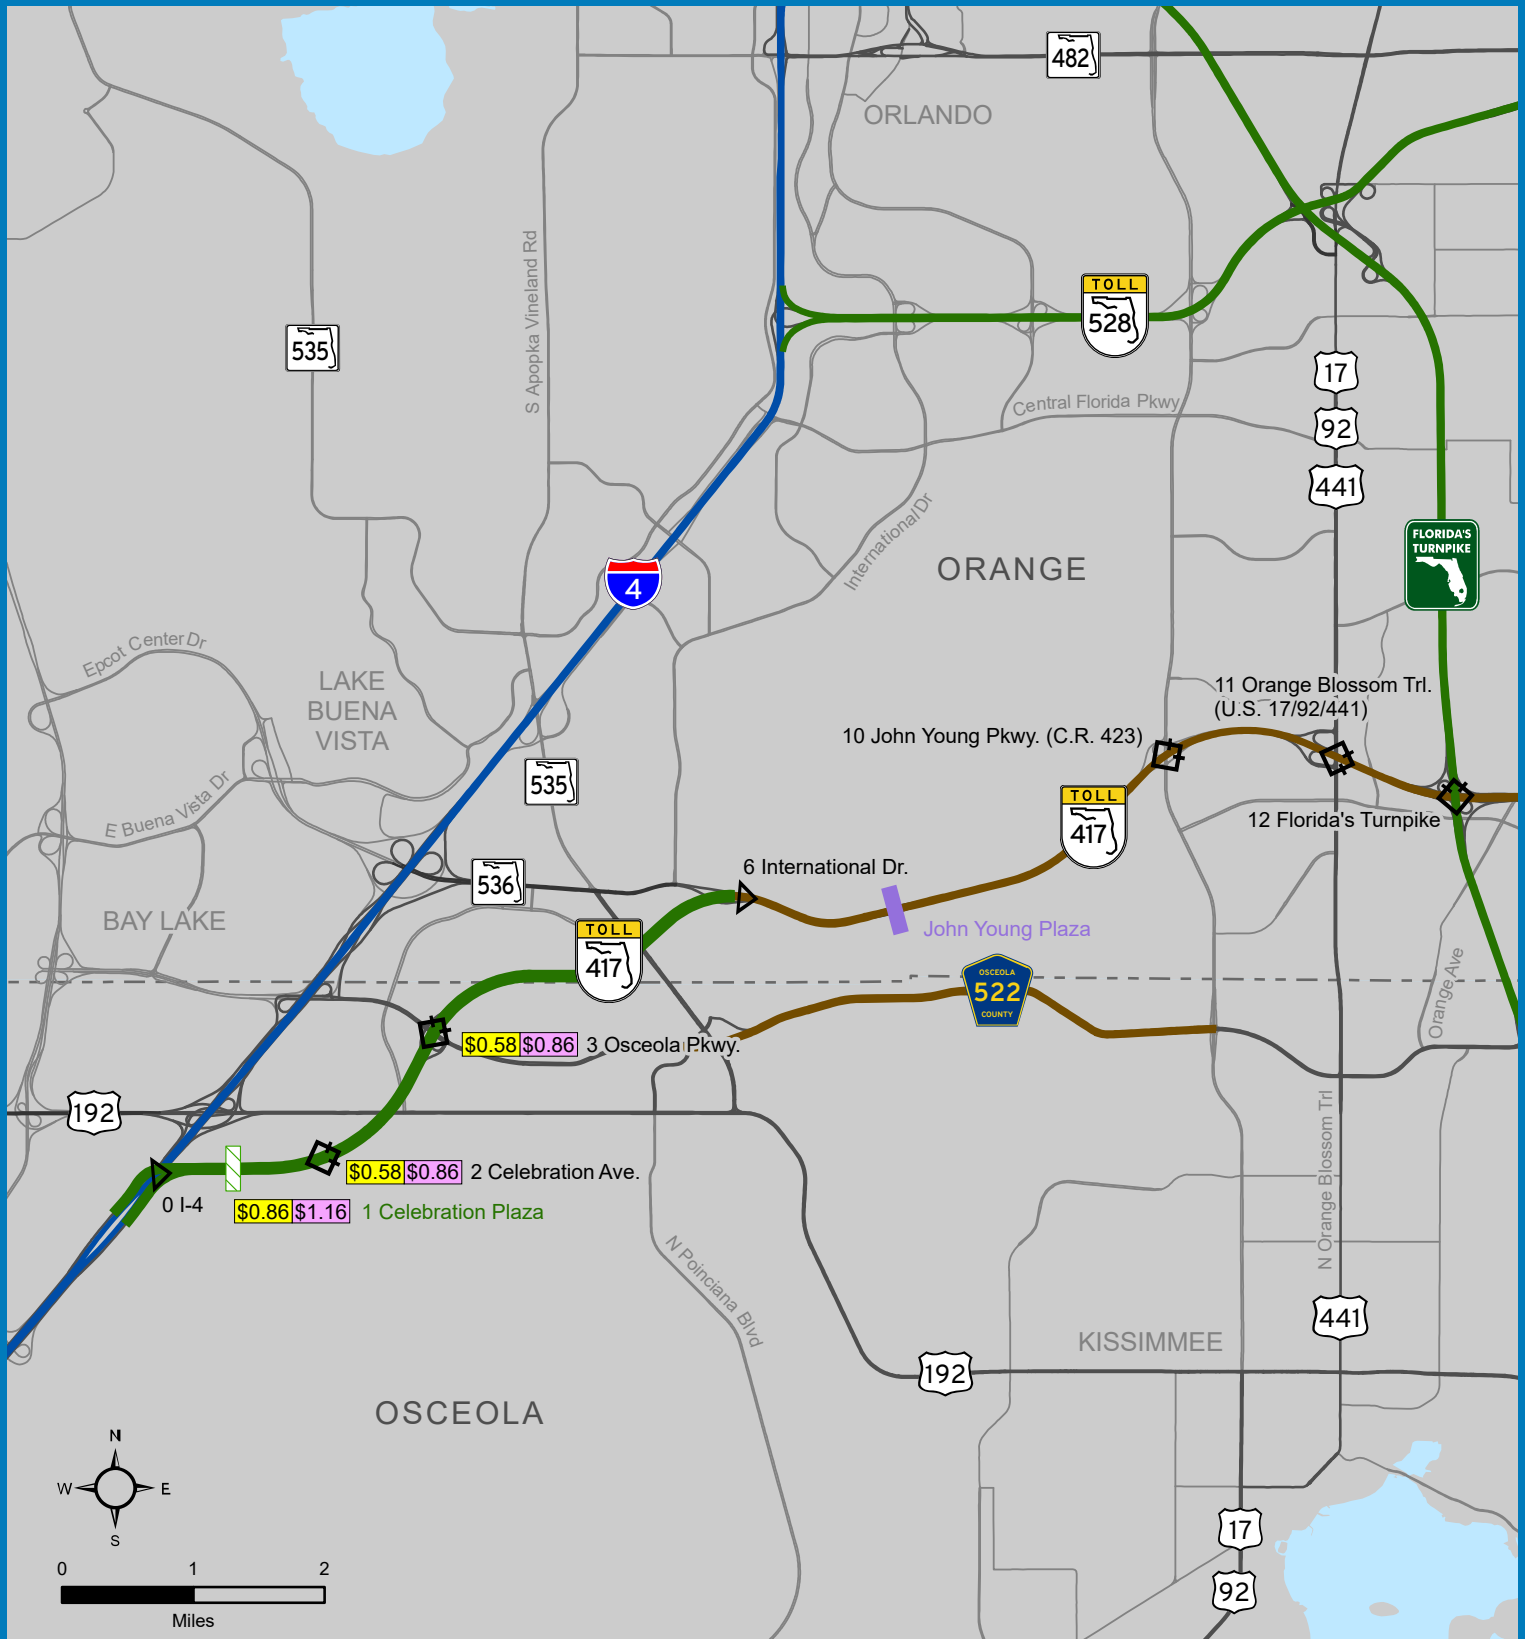 482
ORLANDO
S Apopka Vineland Rd
TOLL
528
535
17
Central Florida Pkwy
92
441
International Dr
FLORIDA'S
TURNPIKE
ORANGE
4
Epcot Center Dr
LAKE
BUENA
VISTA
11 Orange Blossom Trl.
(U.S. 17/92/441)
10 John Young Pkwy. (C.R. 423)
535
E Buena Vista Dr
TOLL
417
12 Florida's Turnpike
6 International Dr.
536
BAY LAKE
John Young Plaza
TOLL
417
OSCEOLA
522
COUNTY
Orange Ave
$0.58 $0.86 3 Osceola Pkwy.
192
N Orange Blossom Trl
$0.58 $0.86 2 Celebration Ave.
0 I-4
$0.86 $1.16 1 Celebration Plaza
N Poinciana Blvd
441
KISSIMMEE
192
OSCEOLA
N
W E
S
17
0 1 2
92
Miles